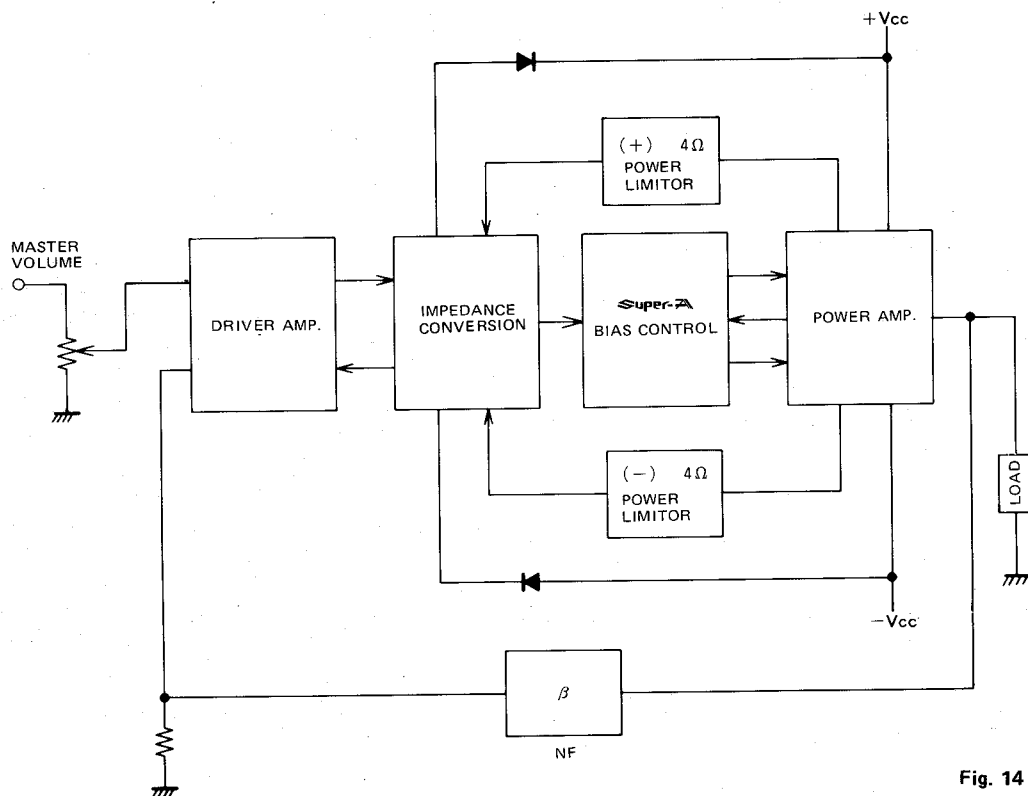 +Vcc
(+) 4Ω
POWER
LIMITOR
MASTER
VOLUME
DRIVER AMP.
IMPEDANCE
CONVERSION
Super-A
BIAS CONTROL
POWER AMP.
(−) 4Ω
POWER
LIMITOR
LOAD
−Vcc
β
NF
Fig. 14